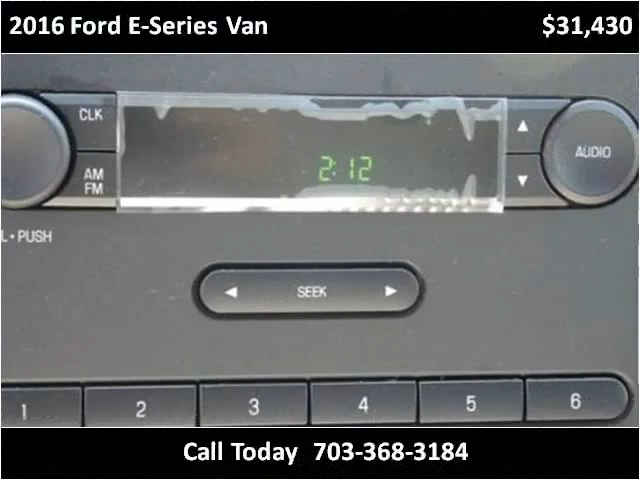 2016 Ford E-Series Van $31,430
CLK
2:12
AUDIO
AM
FM
L•PUSH
SEEK
1 2 3 4 5 6
Call Today 703-368-3184